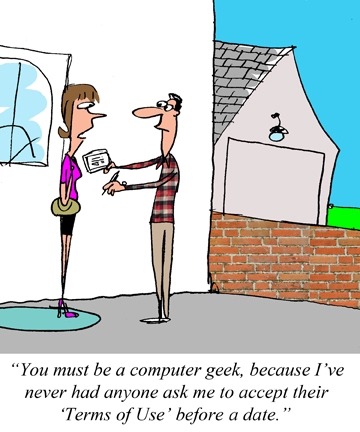 “You must be a computer geek, because I’ve
never had anyone ask me to accept their
‘Terms of Use’ before a date.”